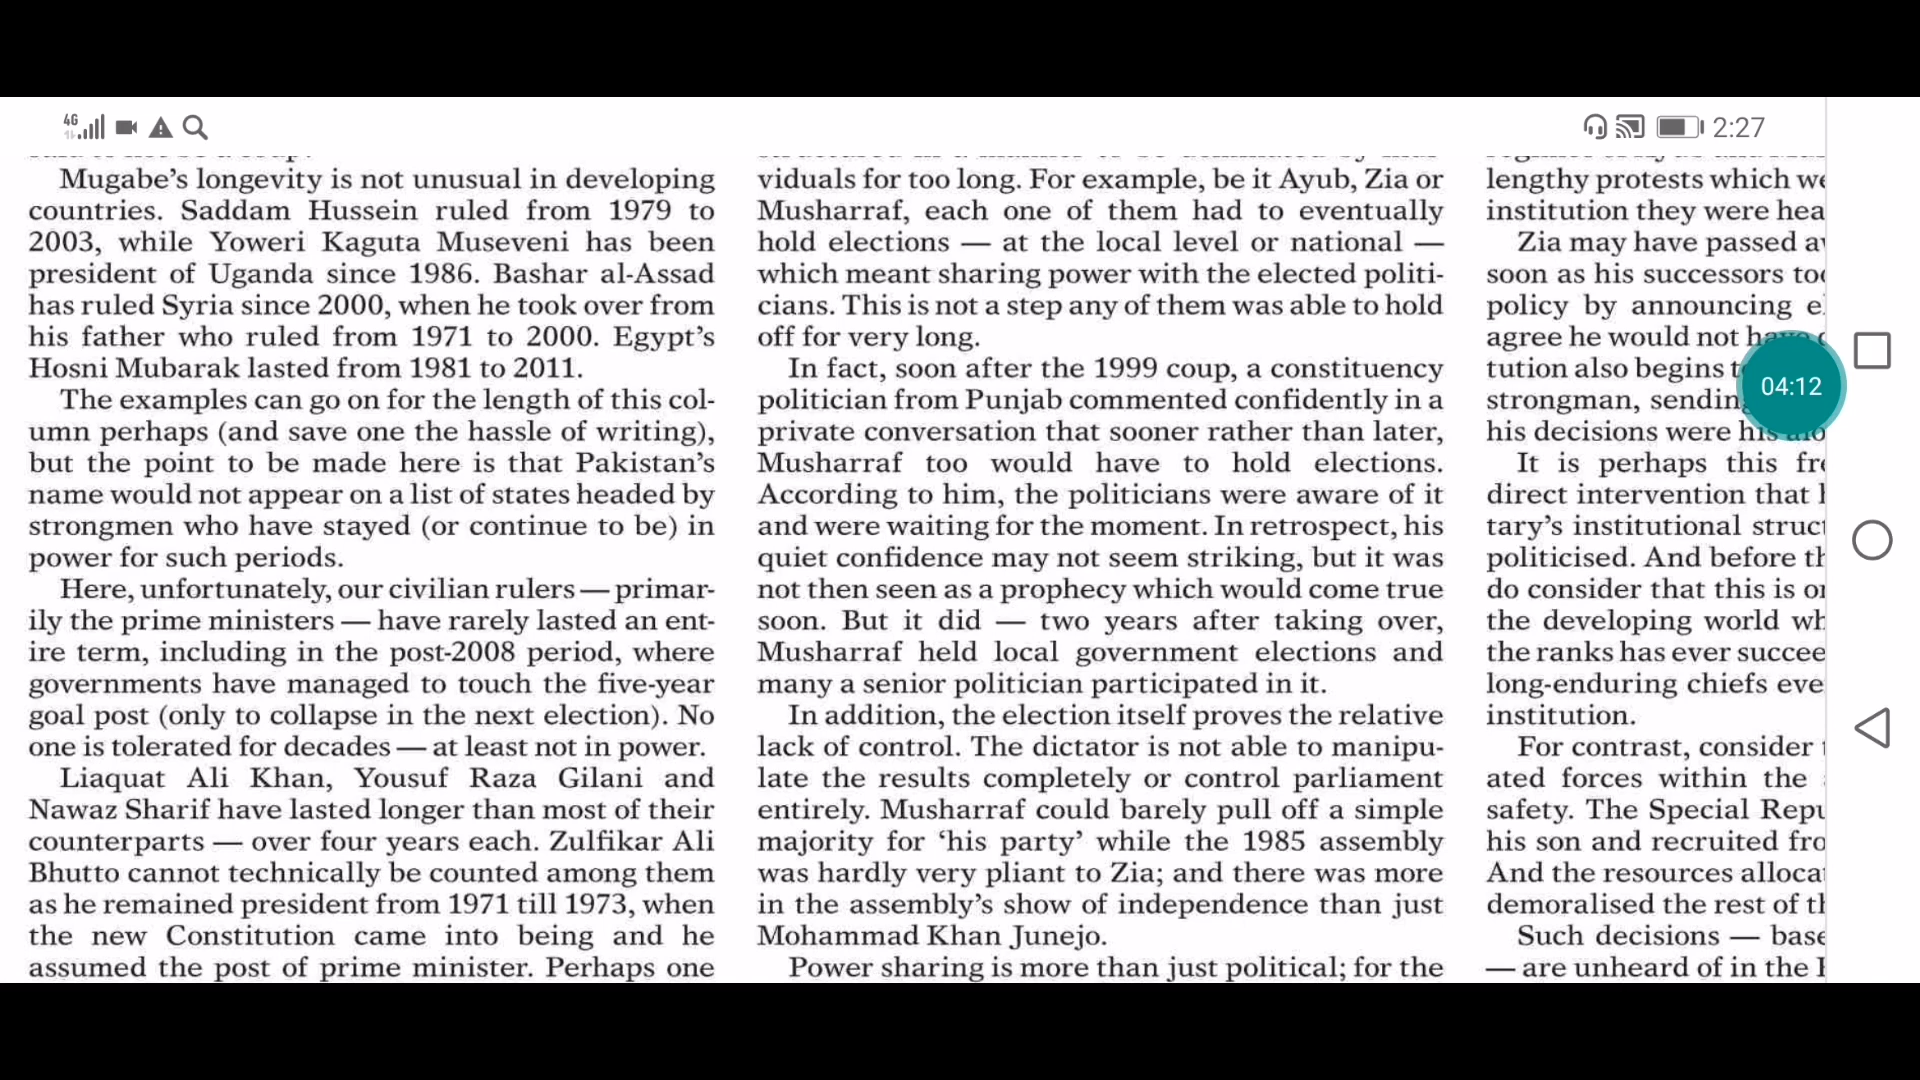 4G
2:27
Mugabe's longevity is not unusual in developing
countries. Saddam Hussein ruled from 1979 to
2003, while Yoweri Kaguta Museveni has been
president of Uganda since 1986. Bashar al-Assad
has ruled Syria since 2000, when he took over from
his father who ruled from 1971 to 2000. Egypt's
Hosni Mubarak lasted from 1981 to 2011.
The examples can go on for the length of this col-
umn perhaps (and save one the hassle of writing),
but the point to be made here is that Pakistan's
name would not appear on a list of states headed by
strongmen who have stayed (or continue to be) in
power for such periods.
Here, unfortunately, our civilian rulers — primar-
ily the prime ministers — have rarely lasted an ent-
ire term, including in the post-2008 period, where
governments have managed to touch the five-year
goal post (only to collapse in the next election). No
one is tolerated for decades — at least not in power.
Liaquat Ali Khan, Yousuf Raza Gilani and
Nawaz Sharif have lasted longer than most of their
counterparts — over four years each. Zulfikar Ali
Bhutto cannot technically be counted among them
as he remained president from 1971 till 1973, when
the new Constitution came into being and he
assumed the post of prime minister. Perhaps one
viduals for too long. For example, be it Ayub, Zia or
Musharraf, each one of them had to eventually
hold elections — at the local level or national —
which meant sharing power with the elected politi-
cians. This is not a step any of them was able to hold
off for very long.
In fact, soon after the 1999 coup, a constituency
politician from Punjab commented confidently in a
private conversation that sooner rather than later,
Musharraf too would have to hold elections.
According to him, the politicians were aware of it
and were waiting for the moment. In retrospect, his
quiet confidence may not seem striking, but it was
not then seen as a prophecy which would come true
soon. But it did — two years after taking over,
Musharraf held local government elections and
many a senior politician participated in it.
In addition, the election itself proves the relative
lack of control. The dictator is not able to manipu-
late the results completely or control parliament
entirely. Musharraf could barely pull off a simple
majority for 'his party' while the 1985 assembly
was hardly very pliant to Zia; and there was more
in the assembly's show of independence than just
Mohammad Khan Junejo.
Power sharing is more than just political; for the
lengthy protests which
institution they were
Zia may have passed
soon as his successors
policy by announcing
agree he would not
tution also begins
strongman,
his decisions were
It is perhaps this
direct intervention that
tary's institutional
politicised. And before
do consider that this is
the developing world
the ranks has ever
long-enduring chiefs
institution.
For contrast, consider
ated forces within the
safety. The Special
his son and recruited
And the resources
demoralised the rest of
Such decisions —
— are unheard of in the
04:12